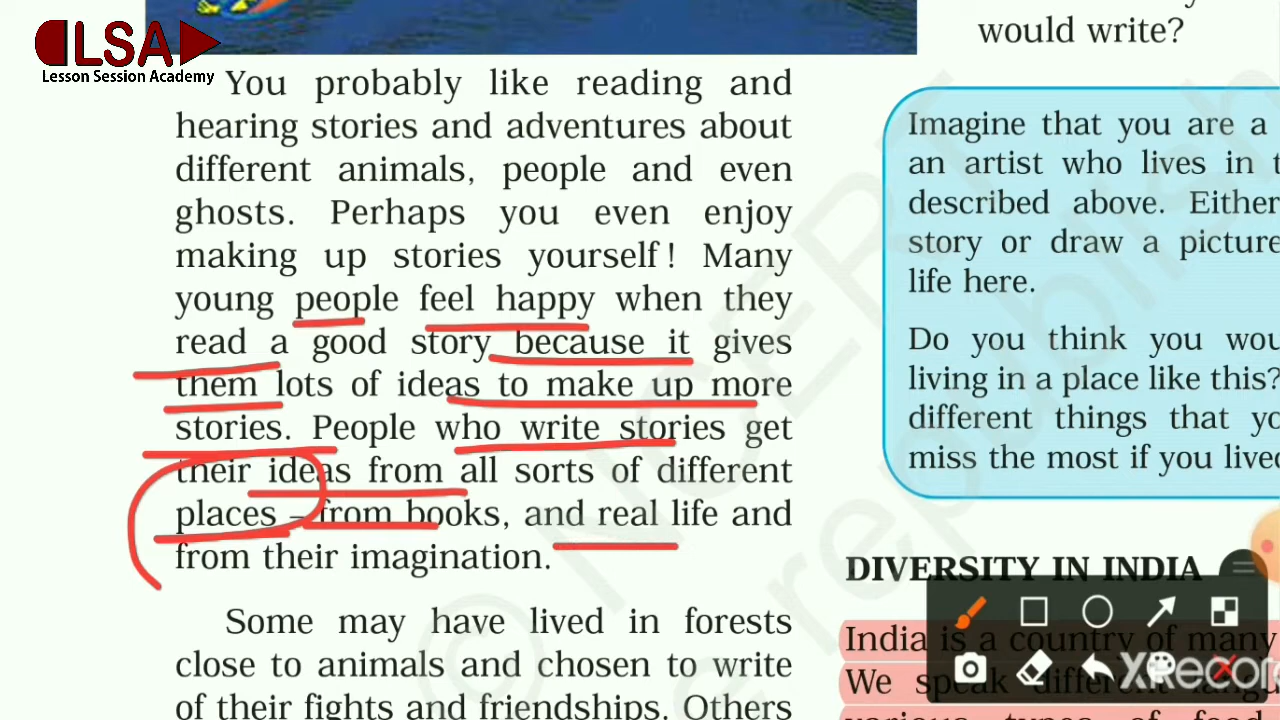 LSA
Lesson Session Academy
would write?
You probably like reading and
hearing stories and adventures about
different animals, people and even
ghosts. Perhaps you even enjoy
making up stories yourself! Many
young people feel happy when they
read a good story because it gives
them lots of ideas to make up more
stories. People who write stories get
their ideas from all sorts of different
places – from books, and real life and
from their imagination.
Some may have lived in forests
close to animals and chosen to write
of their fights and friendships. Others
Imagine that you are a
an artist who lives in
described above. Either
story or draw a picture
life here.
Do you think you
living in a place like this?
different things that
miss the most if you
DIVERSITY IN INDIA
India is a country of many
We speak different
various types of food
© NCERT
republish